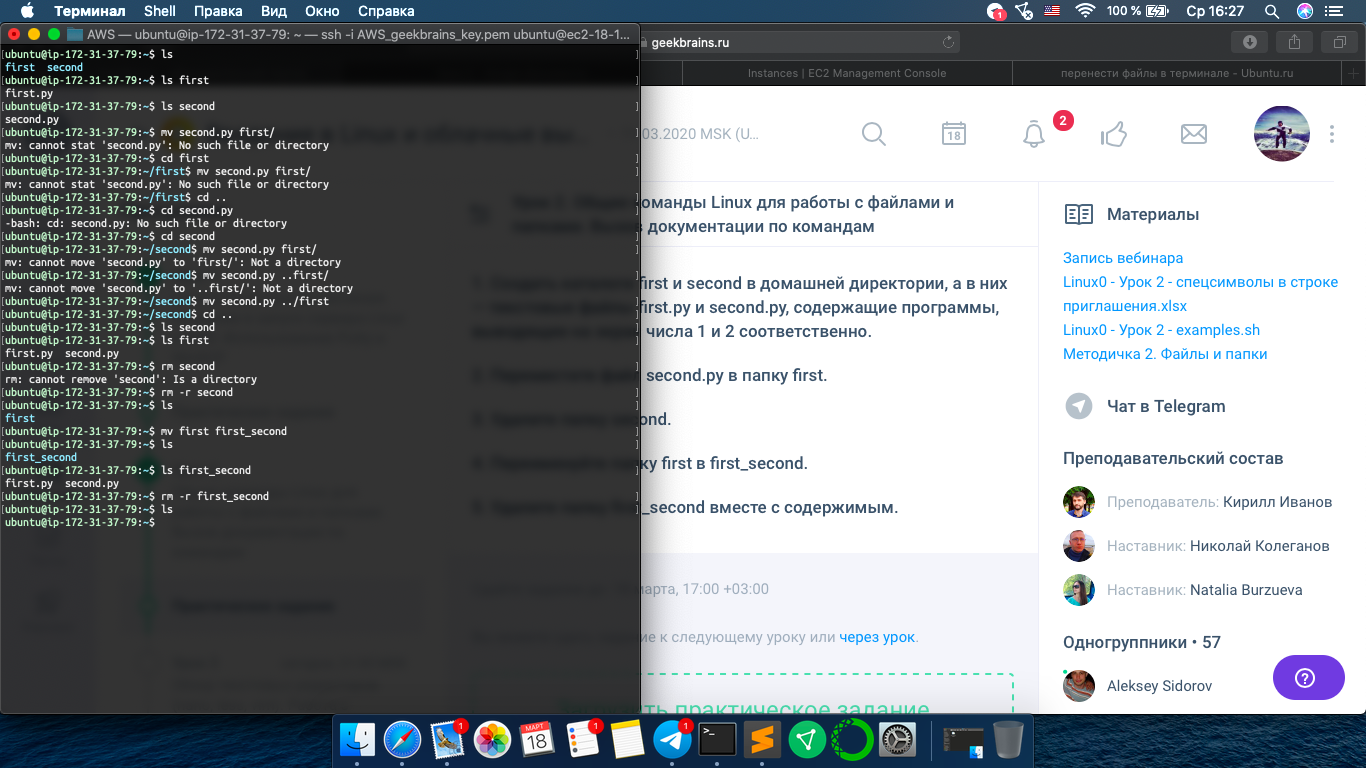 Терминал Shell Правка Вид Окно Справка
1 100 % Ср 16:27
AWS — ubuntu@ip-172-31-37-79: ~ — ssh -i AWS_geekbrains_key.pem ubuntu@ec2-18-1...
[ubuntu@ip-172-31-37-79:~$ ls ]
first second
[ubuntu@ip-172-31-37-79:~$ ls first ]
first.py
[ubuntu@ip-172-31-37-79:~$ ls second ]
second.py
[ubuntu@ip-172-31-37-79:~$ mv second.py first/ ]
mv: cannot stat 'second.py': No such file or directory
[ubuntu@ip-172-31-37-79:~$ cd first ]
[ubuntu@ip-172-31-37-79:~/first$ mv second.py first/ ]
mv: cannot stat 'second.py': No such file or directory
[ubuntu@ip-172-31-37-79:~/first$ cd .. ]
[ubuntu@ip-172-31-37-79:~$ cd second.py ]
-bash: cd: second.py: No such file or directory
[ubuntu@ip-172-31-37-79:~$ cd second ]
[ubuntu@ip-172-31-37-79:~/second$ mv second.py first/ ]
mv: cannot move 'second.py' to 'first/': Not a directory
[ubuntu@ip-172-31-37-79:~/second$ mv second.py ..first/ ]
mv: cannot move 'second.py' to '..first/': Not a directory
[ubuntu@ip-172-31-37-79:~/second$ mv second.py ../first ]
[ubuntu@ip-172-31-37-79:~/second$ cd .. ]
[ubuntu@ip-172-31-37-79:~$ ls second ]
[ubuntu@ip-172-31-37-79:~$ ls first ]
first.py second.py
[ubuntu@ip-172-31-37-79:~$ rm second ]
rm: cannot remove 'second': Is a directory
[ubuntu@ip-172-31-37-79:~$ rm -r second ]
[ubuntu@ip-172-31-37-79:~$ ls ]
first
[ubuntu@ip-172-31-37-79:~$ mv first first_second ]
[ubuntu@ip-172-31-37-79:~$ ls ]
first_second
[ubuntu@ip-172-31-37-79:~$ ls first_second ]
first.py second.py
[ubuntu@ip-172-31-37-79:~$ rm -r first_second ]
[ubuntu@ip-172-31-37-79:~$ ls ]
ubuntu@ip-172-31-37-79:~$
geekbrains.ru
Instances | EC2 Management Console
перенести файлы в терминале - Ubuntu.ru
.03.2020 MSK (U...
18
2
оманды Linux для работы с файлами и
документации по командам
first и second в домашней директории, а в них
first.py и second.py, содержащие программы,
числа 1 и 2 соответственно.
second.py в папку first.
ond.
ку first в first_second.
_second вместе с содержимым.
марта, 17:00 +03:00
ие к следующему уроку или через урок.
практическое задание
Материалы
Запись вебинара
Linux0 - Урок 2 - спецсимволы в строке
приглашения.xlsx
Linux0 - Урок 2 - examples.sh
Методичка 2. Файлы и папки
Чат в Telegram
Преподавательский состав
Преподаватель: Кирилл Иванов
Наставник: Николай Колеганов
Наставник: Natalia Burzueva
Одногруппники • 57
Aleksey Sidorov
1
МАРТ
18
1
1